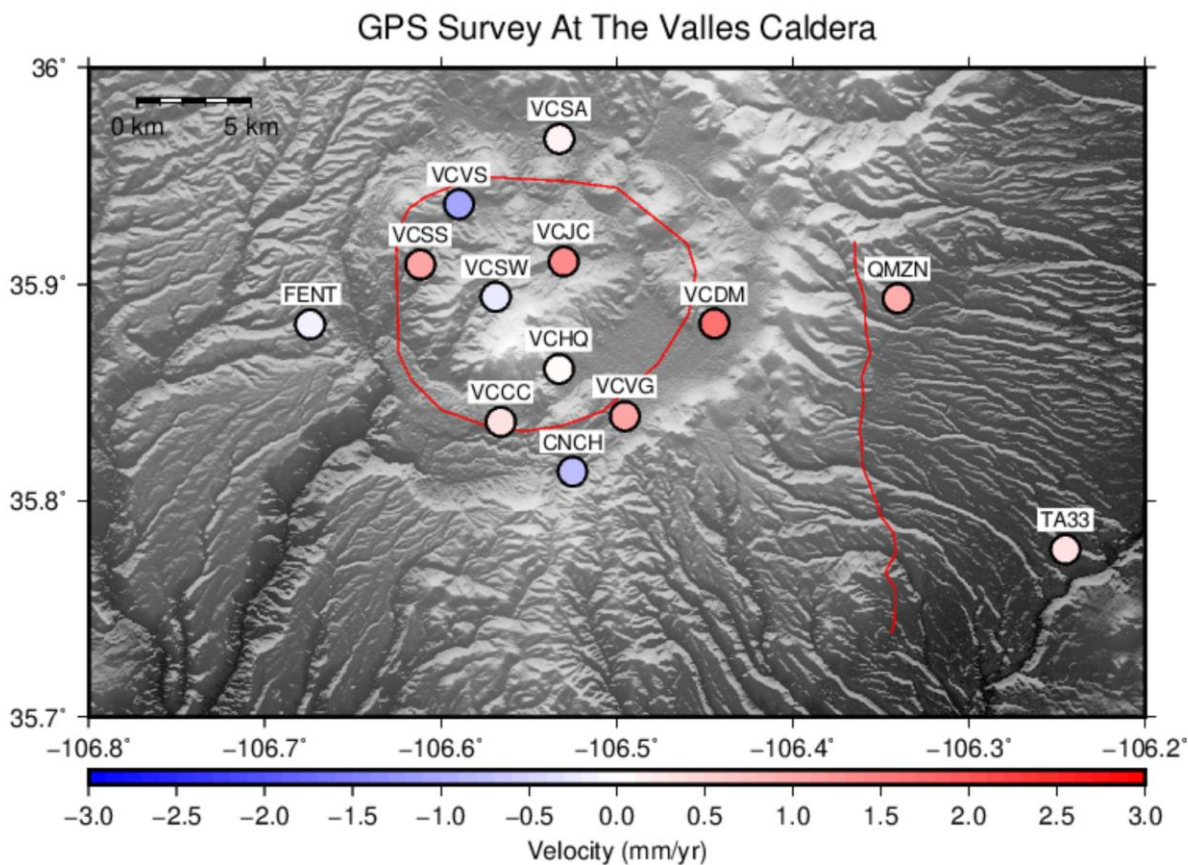 GPS Survey At The Valles Caldera
36°
0 km 5 km
VCSA
VCVS
VCSS VCJC
VCSW QMZN
35.9°
FENT VCDM
VCHQ
VCCC VCVG
CNCH
35.8°
TA33
35.7°
−106.8° −106.7° −106.6° −106.5° −106.4° −106.3° −106.2°
−3.0 −2.5 −2.0 −1.5 −1.0 −0.5 0.0 0.5 1.0 1.5 2.0 2.5 3.0
Velocity (mm/yr)